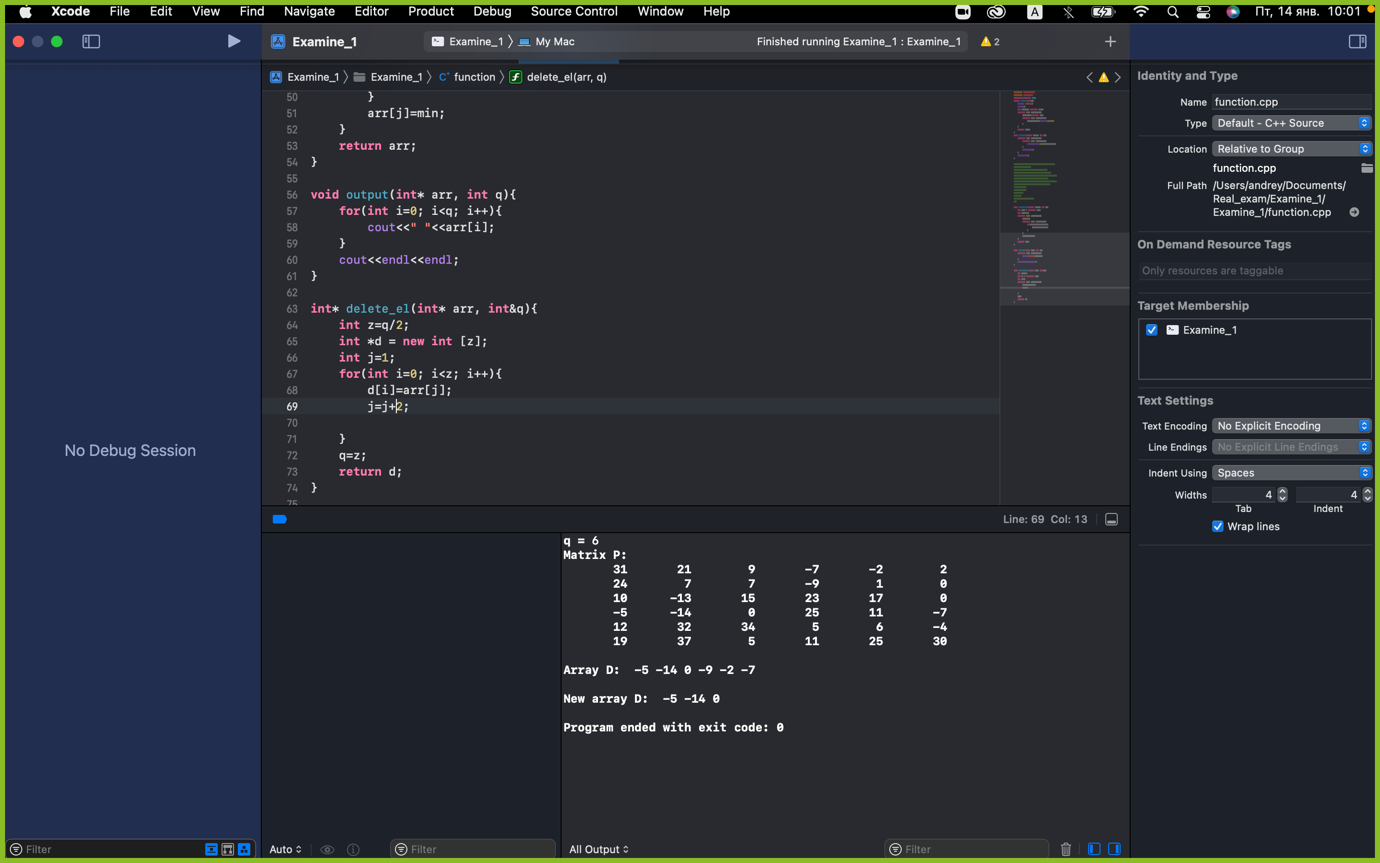 Xcode File Edit View Find Navigate Editor Product Debug Source Control Window Help A Пт, 14 янв. 10:01
Examine_1 Examine_1 My Mac Finished running Examine_1 : Examine_1 2
Examine_1 Examine_1 C+ function f delete_el(arr, q)
50 }
51 arr[j]=min;
52 }
53 return arr;
54 }
55
56 void output(int* arr, int q){
57 for(int i=0; i<q; i++){
58 cout<<" "<<arr[i];
59 }
60 cout<<endl<<endl;
61 }
62
63 int* delete_el(int* arr, int&q){
64 int z=q/2;
65 int *d = new int [z];
66 int j=1;
67 for(int i=0; i<z; i++){
68 d[i]=arr[j];
69 j=j+2;
70
71 }
72 q=z;
73 return d;
74 }
75
No Debug Session
Line: 69 Col: 13
q = 6
Matrix P:
31 21 9 -7 -2 2
24 7 7 -9 1 0
10 -13 15 23 17 0
-5 -14 0 25 11 -7
12 32 34 5 6 -4
19 37 5 11 25 30
Array D: -5 -14 0 -9 -2 -7
New array D: -5 -14 0
Program ended with exit code: 0
Filter
Auto Filter
All Output Filter
Identity and Type
Name function.cpp
Type Default - C++ Source
Location Relative to Group
function.cpp
Full Path /Users/andrey/Documents/
Real_exam/Examine_1/
Examine_1/function.cpp
On Demand Resource Tags
Only resources are taggable
Target Membership
Examine_1
Text Settings
Text Encoding No Explicit Encoding
Line Endings No Explicit Line Endings
Indent Using Spaces
Widths 4 4
Tab Indent
Wrap lines